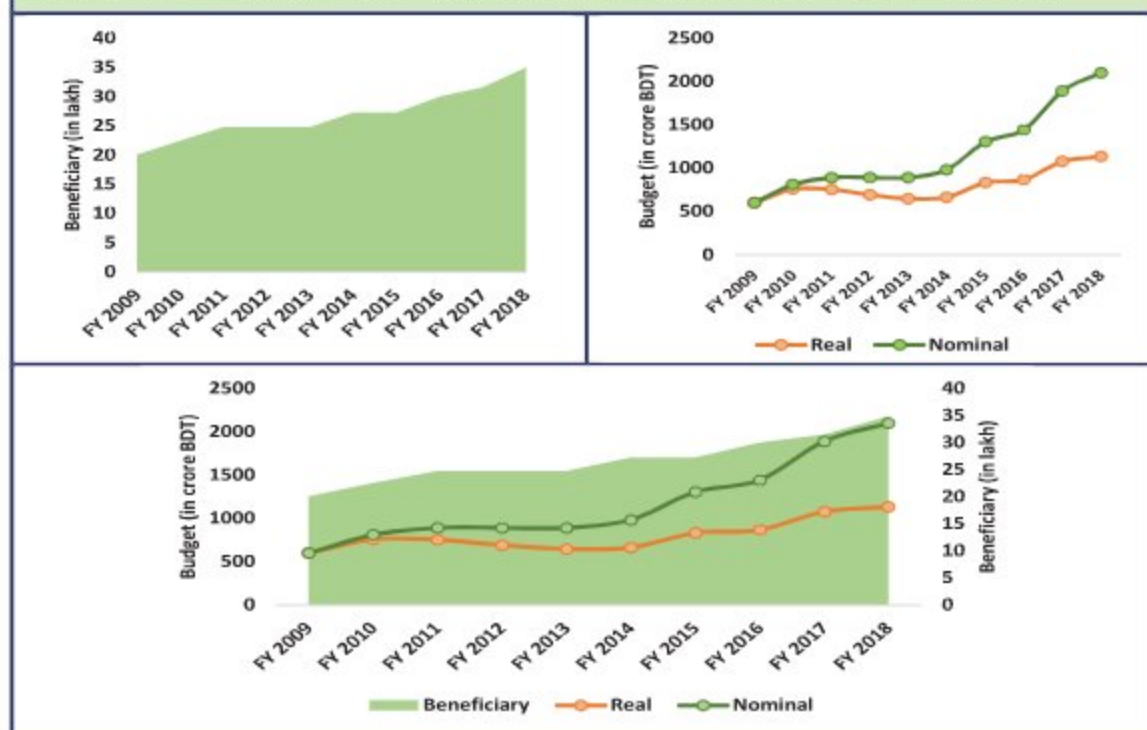 40
35
30
25
20
15
10
5
0
Beneficiary (in lakh)
FY 2009
FY 2010
FY 2011
FY 2012
FY 2013
FY 2014
FY 2015
FY 2016
FY 2017
FY 2018
2500
2000
1500
1000
500
0
Budget (in crore BDT)
FY 2009
FY 2010
FY 2011
FY 2012
FY 2013
FY 2014
FY 2015
FY 2016
FY 2017
FY 2018
Real Nominal
2500
2000
1500
1000
500
0
Budget (in crore BDT)
40
35
30
25
20
15
10
5
0
Beneficiary (in lakh)
FY 2009
FY 2010
FY 2011
FY 2012
FY 2013
FY 2014
FY 2015
FY 2016
FY 2017
FY 2018
Beneficiary Real Nominal